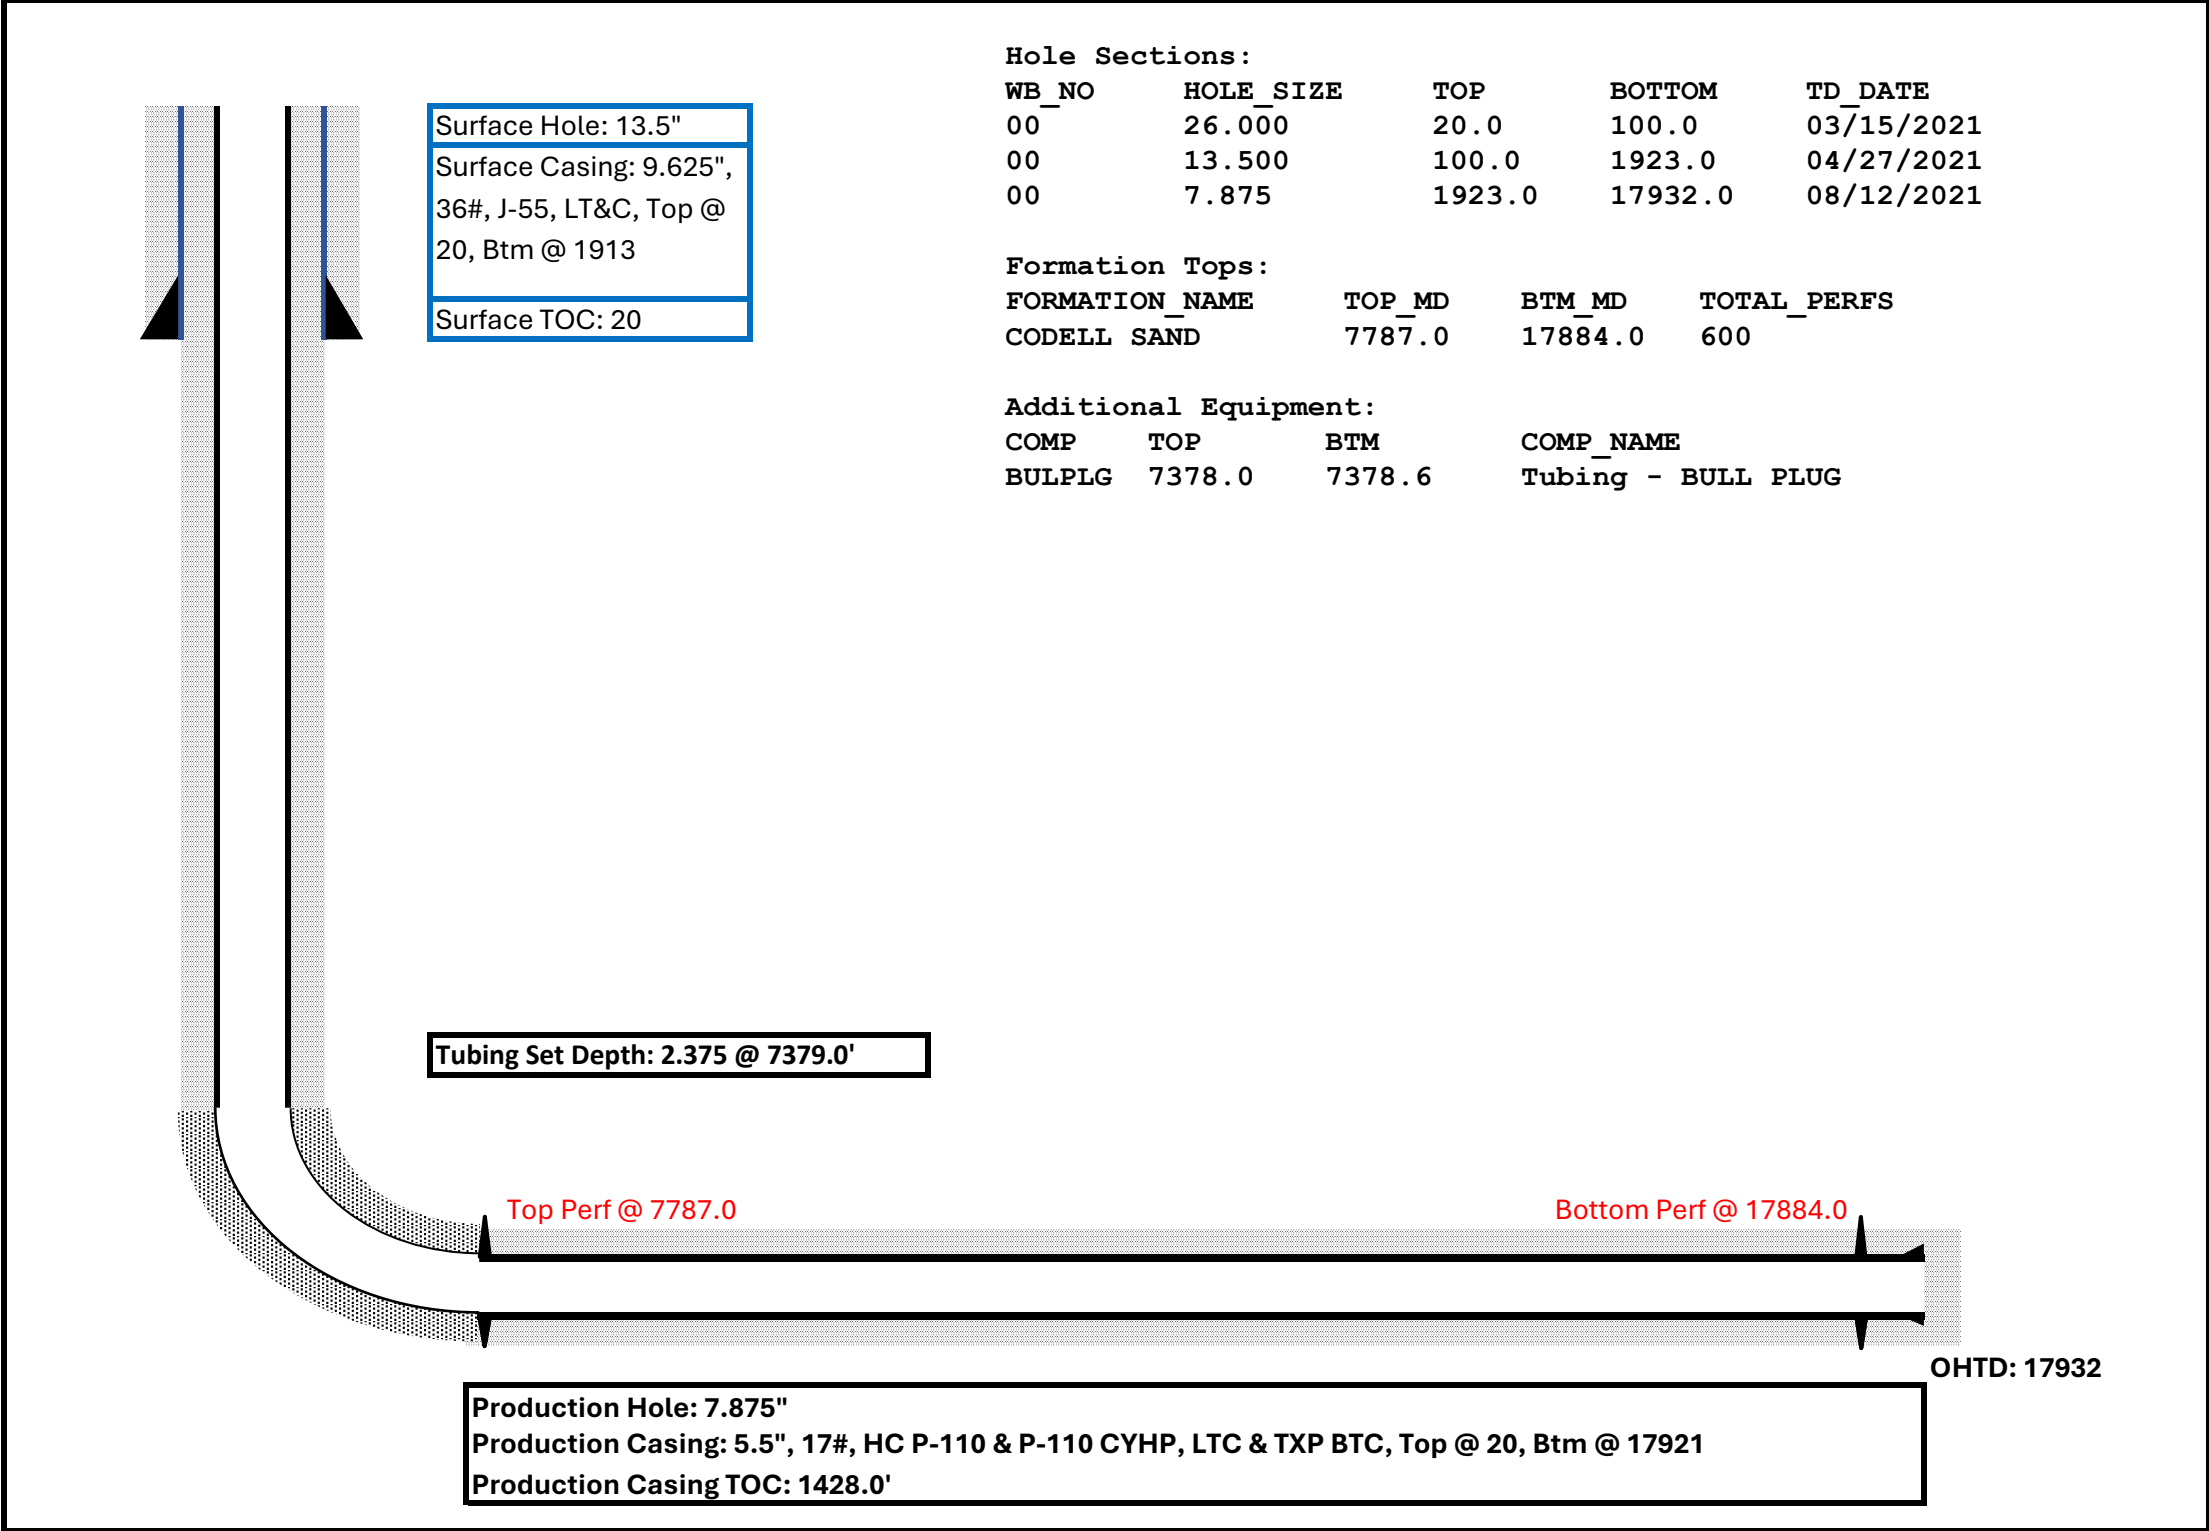 Hole Sections:
WB_NO HOLE_SIZE TOP BOTTOM TD_DATE
00 26.000 20.0 100.0 03/15/2021
00 13.500 100.0 1923.0 04/27/2021
00 7.875 1923.0 17932.0 08/12/2021
Formation Tops:
FORMATION_NAME TOP_MD BTM_MD TOTAL_PERFS
CODELL SAND 7787.0 17884.0 600
Additional Equipment:
COMP TOP BTM COMP_NAME
BULPLG 7378.0 7378.6 Tubing - BULL PLUG
Surface Hole: 13.5"
Surface Casing: 9.625",
36#, J-55, LT&C, Top @
20, Btm @ 1913
Surface TOC: 20
Tubing Set Depth: 2.375 @ 7379.0'
Top Perf @ 7787.0
Bottom Perf @ 17884.0
OHTD: 17932
Production Hole: 7.875"
Production Casing: 5.5", 17#, HC P-110 & P-110 CYHP, LTC & TXP BTC, Top @ 20, Btm @ 17921
Production Casing TOC: 1428.0'